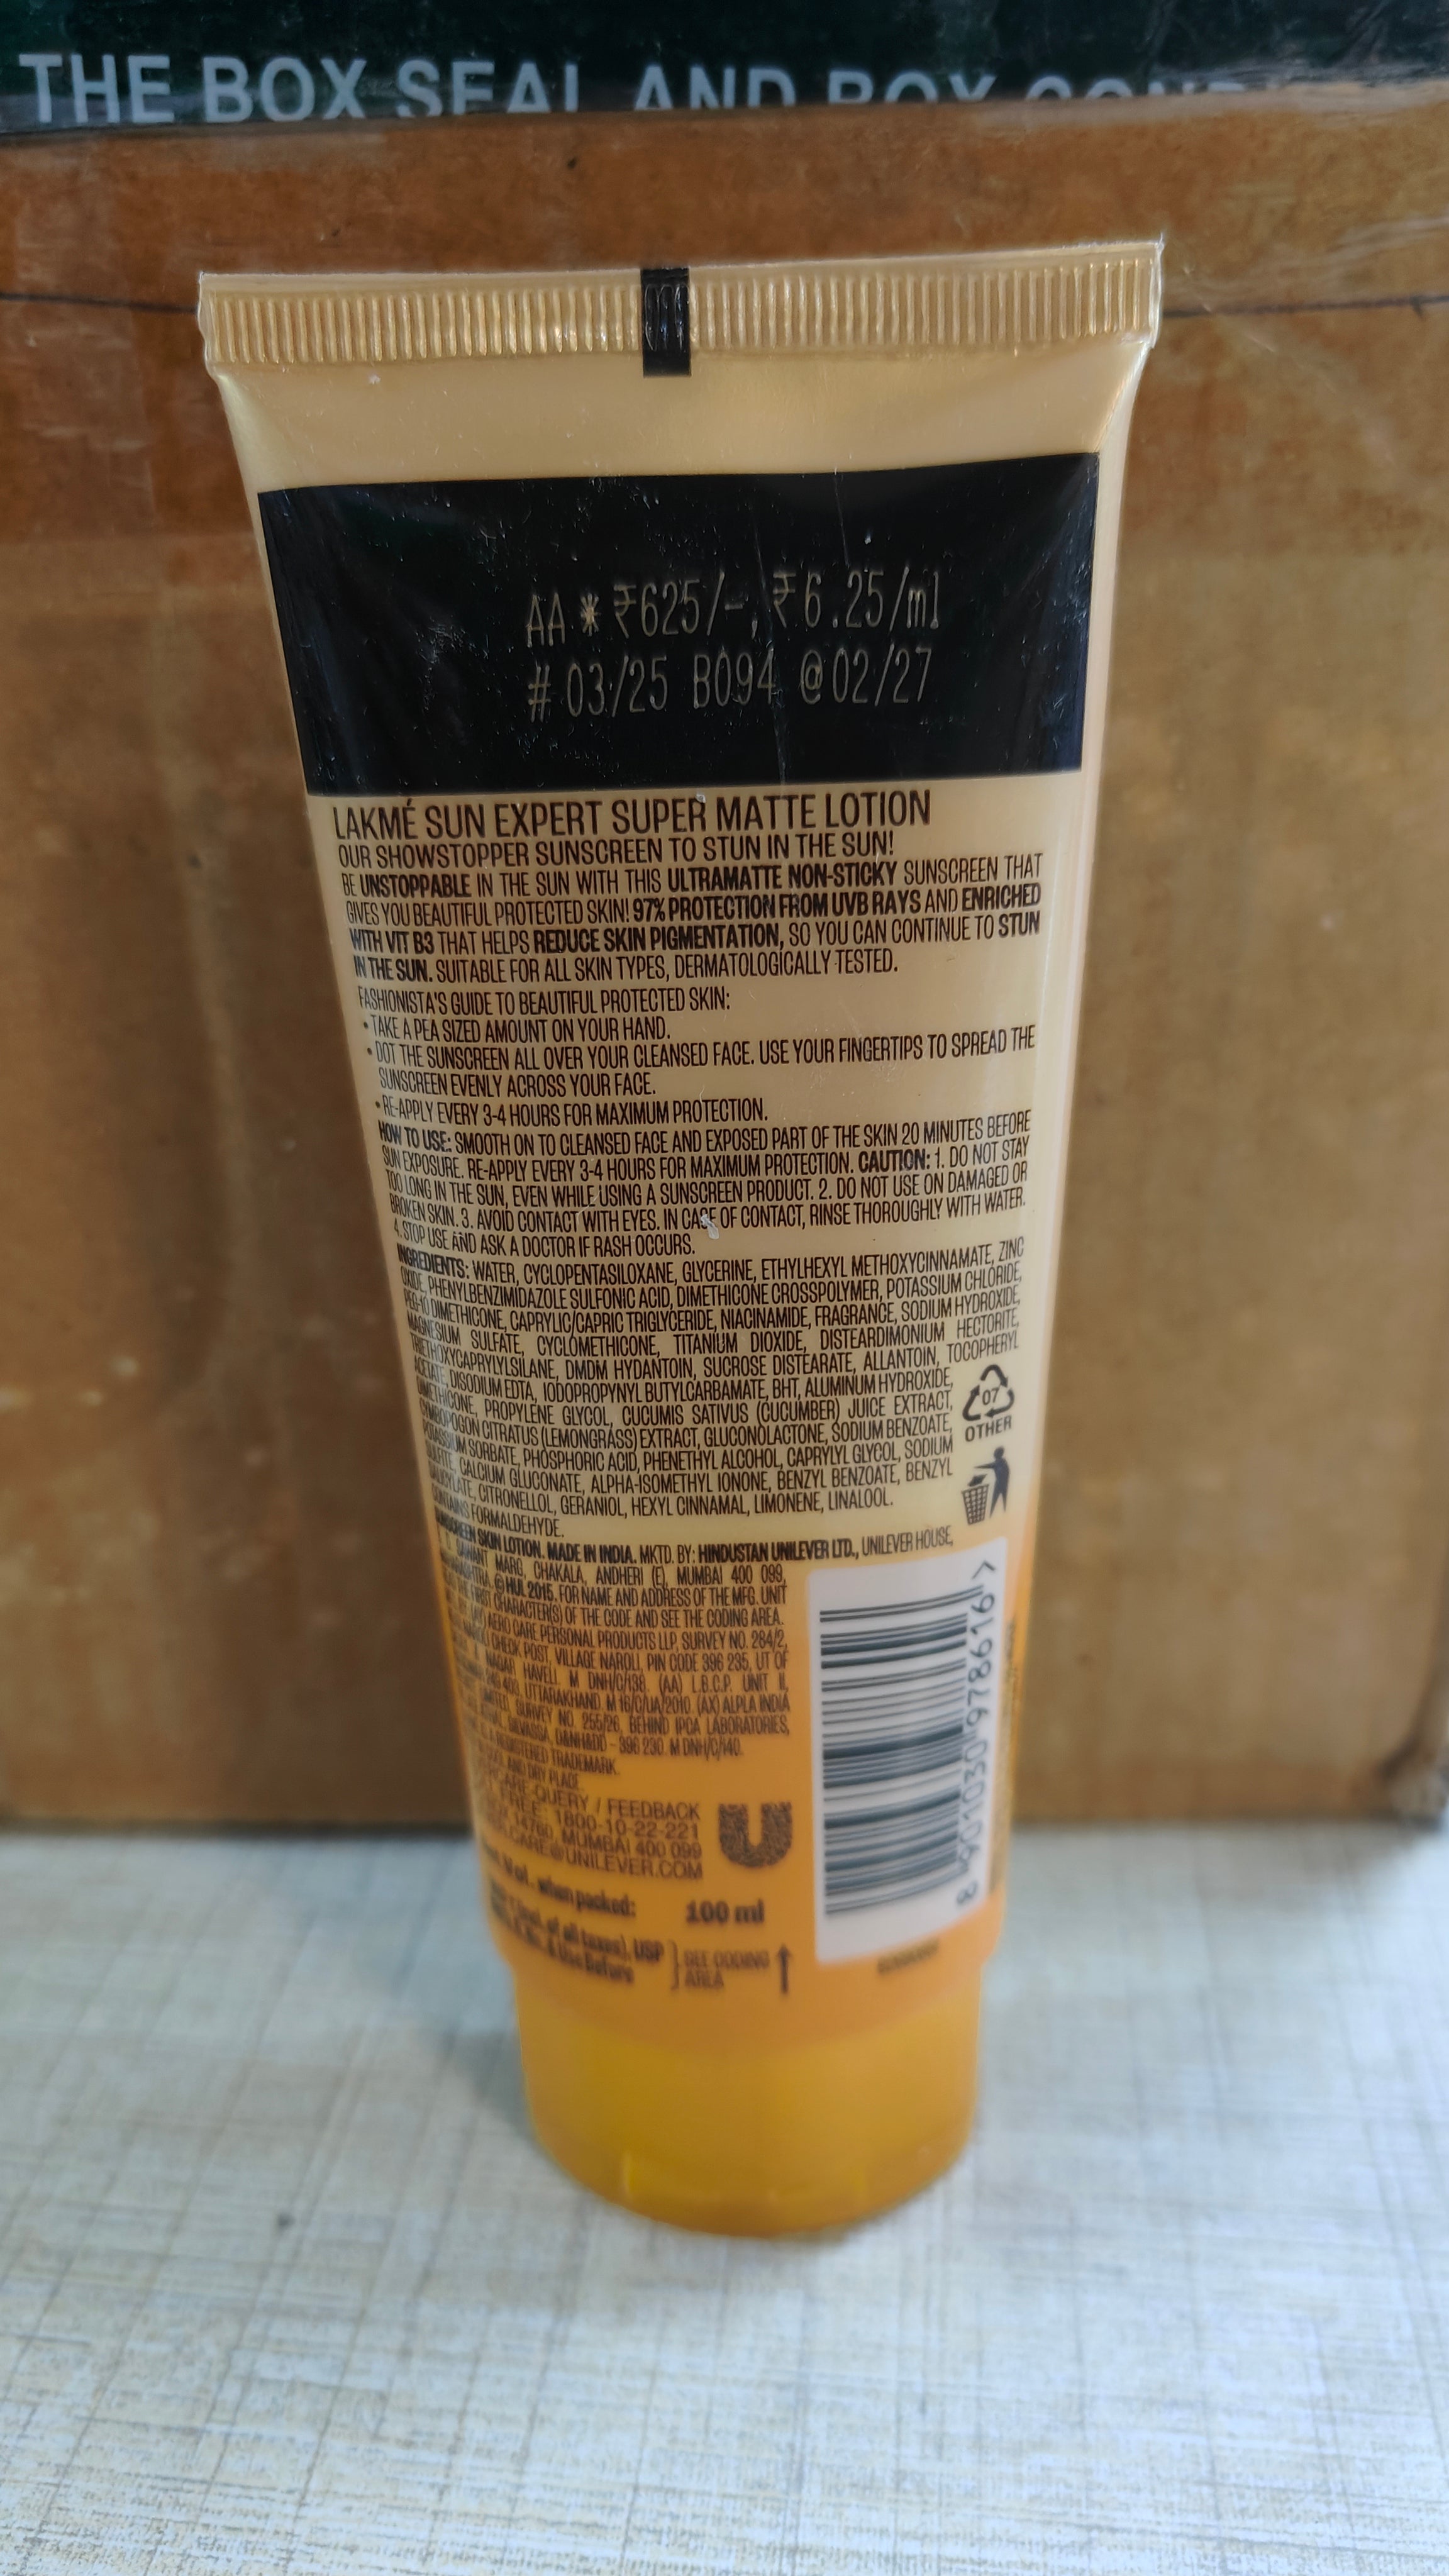 THE BOX SEAL AND BOX
AA * ₹625/-, ₹6.25/ml
# 03/25 B094 @02/27
LAKMÉ SUN EXPERT SUPER MATTE LOTION
OUR SHOWSTOPPER SUNSCREEN TO STUN IN THE SUN!
BE UNSTOPPABLE IN THE SUN WITH THIS ULTRAMATTE NON-STICKY SUNSCREEN THAT
GIVES YOU BEAUTIFUL PROTECTED SKIN! 97% PROTECTION FROM UVB RAYS AND ENRICHED
WITH VIT B3 THAT HELPS REDUCE SKIN PIGMENTATION, SO YOU CAN CONTINUE TO STUN
IN THE SUN. SUITABLE FOR ALL SKIN TYPES, DERMATOLOGICALLY TESTED.
FASHIONISTA'S GUIDE TO BEAUTIFUL PROTECTED SKIN:
• TAKE A PEA SIZED AMOUNT ON YOUR HAND.
• DOT THE SUNSCREEN ALL OVER YOUR CLEANSED FACE. USE YOUR FINGERTIPS TO SPREAD THE
SUNSCREEN EVENLY ACROSS YOUR FACE.
• RE-APPLY EVERY 3-4 HOURS FOR MAXIMUM PROTECTION.
HOW TO USE: SMOOTH ON TO CLEANSED FACE AND EXPOSED PART OF THE SKIN 20 MINUTES BEFORE
SUN EXPOSURE. RE-APPLY EVERY 3-4 HOURS FOR MAXIMUM PROTECTION. CAUTION: 1. DO NOT STAY
TOO LONG IN THE SUN, EVEN WHILE USING A SUNSCREEN PRODUCT. 2. DO NOT USE ON DAMAGED OR
BROKEN SKIN. 3. AVOID CONTACT WITH EYES. IN CASE OF CONTACT, RINSE THOROUGHLY WITH WATER.
4. STOP USE AND ASK A DOCTOR IF RASH OCCURS.
INGREDIENTS: WATER, CYCLOPENTASILOXANE, GLYCERINE, ETHYLHEXYL METHOXYCINNAMATE, ZINC
OXIDE, PHENYLBENZIMIDAZOLE SULFONIC ACID, DIMETHICONE CROSSPOLYMER, POTASSIUM CHLORIDE,
PEG-10 DIMETHICONE, CAPRYLIC/CAPRIC TRIGLYCERIDE, NIACINAMIDE, FRAGRANCE, SODIUM HYDROXIDE,
MAGNESIUM SULFATE, CYCLOMETHICONE, TITANIUM DIOXIDE, DISTEARDIMONIUM HECTORITE,
TRIETHOXYCAPRYLYLSILANE, DMDM HYDANTOIN, SUCROSE DISTEARATE, ALLANTOIN, TOCOPHERYL
ACETATE, DISODIUM EDTA, IODOPROPYNYL BUTYLCARBAMATE, BHT, ALUMINUM HYDROXIDE,
DIMETHICONE, PROPYLENE GLYCOL, CUCUMIS SATIVUS (CUCUMBER) JUICE EXTRACT,
CYMBOPOGON CITRATUS (LEMONGRASS) EXTRACT, GLUCONOLACTONE, SODIUM BENZOATE,
POTASSIUM SORBATE, PHOSPHORIC ACID, PHENETHYL ALCOHOL, CAPRYLYL GLYCOL, SODIUM
SULFITE, CALCIUM GLUCONATE, ALPHA-ISOMETHYL IONONE, BENZYL BENZOATE, BENZYL
SALICYLATE, CITRONELLOL, GERANIOL, HEXYL CINNAMAL, LIMONENE, LINALOOL.
CONTAINS FORMALDEHYDE.
07
OTHER
SUNSCREEN SKIN LOTION. MADE IN INDIA. MKTD. BY: HINDUSTAN UNILEVER LTD., UNILEVER HOUSE,
SAWANT MARG, CHAKALA, ANDHERI (E), MUMBAI 400 099,
© HUL 2015. FOR NAME AND ADDRESS OF THE MFG. UNIT
FIRST CHARACTER(S) OF THE CODE AND SEE THE CODING AREA.
AERO CARE PERSONAL PRODUCTS LLP, SURVEY NO. 284/2,
CHECK POST, VILLAGE NAROLI, PIN CODE 396 235, UT OF
NAGAR HAVELI. M DNH/C/138. (AA) L.B.C.P. UNIT II,
UTTARAKHAND. M 16/C/UA/2010. (AX) ALPLA INDIA
LIMITED, SURVEY NO. 255/26, BEHIND IPCA LABORATORIES,
SILVASSA, D&NH&DD - 396 230. M DNH/C/140.
A REGISTERED TRADEMARK.
AND DRY PLACE.
QUERY / FEEDBACK
FREE: 1800-10-22-221
14760, MUMBAI 400 099
CARE@UNILEVER.COM
when packed: 100 ml
of all taxes), USP
& Use Before
SEE CODING
AREA
8 901030 978616 >